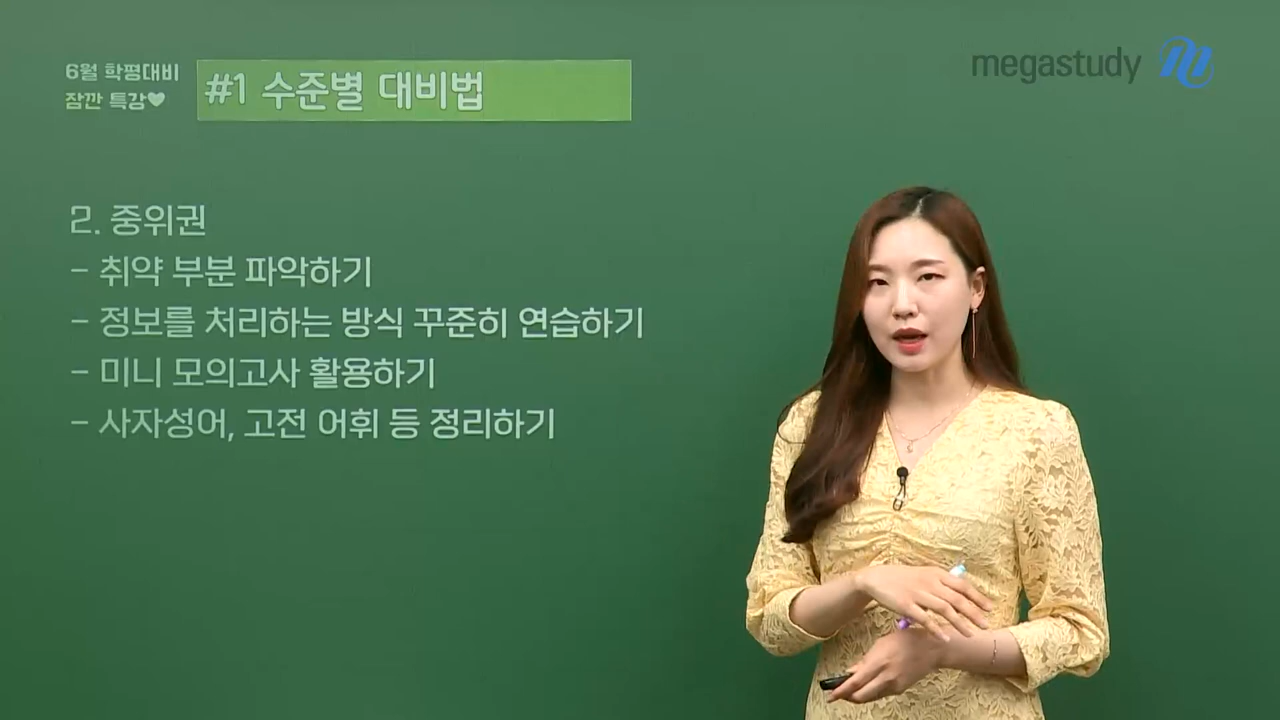 6월 학평대비
잠깐 특강♥
#1 수준별 대비법
megastudy
2. 중위권
- 취약 부분 파악하기
- 정보를 처리하는 방식 꾸준히 연습하기
- 미니 모의고사 활용하기
- 사자성어, 고전 어휘 등 정리하기